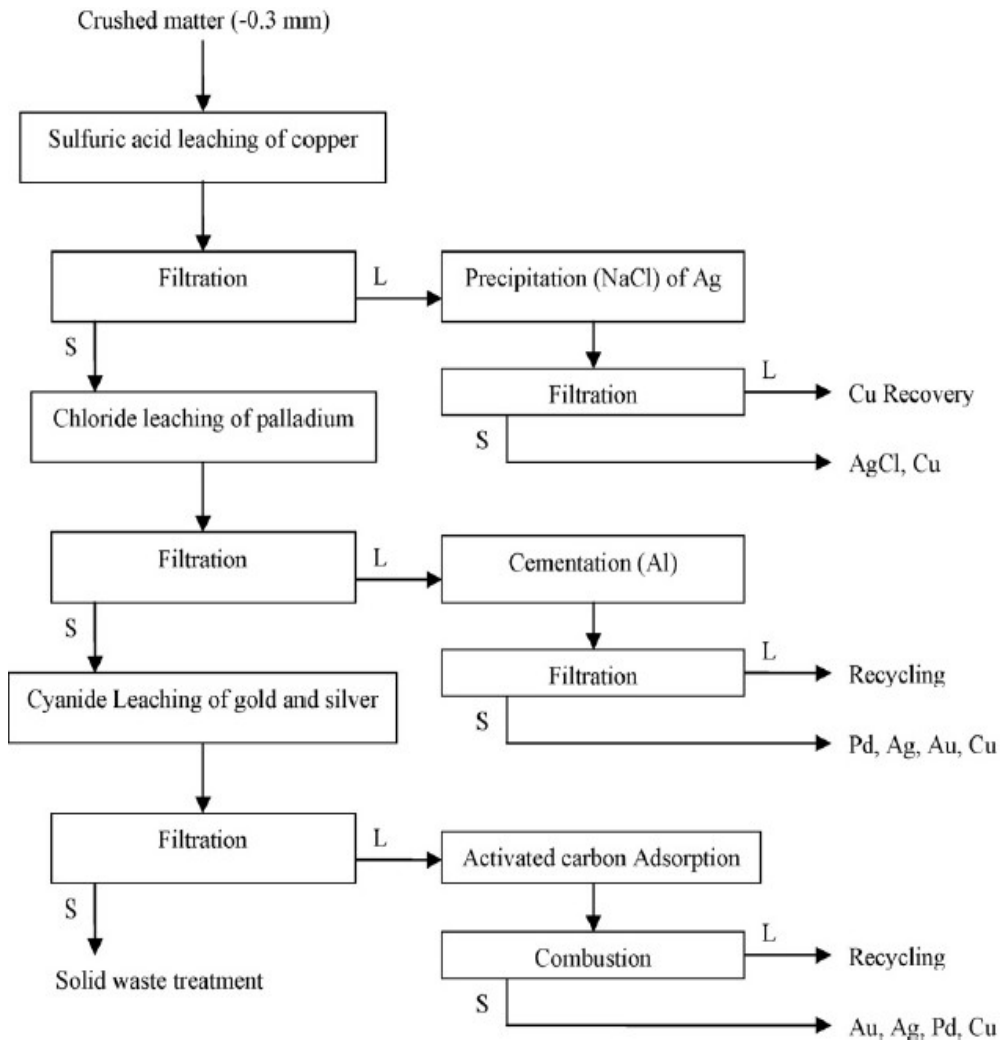 Crushed matter (-0.3 mm)
Sulfuric acid leaching of copper
Filtration
L
Precipitation (NaCl) of Ag
S
Filtration
L
Cu Recovery
S
AgCl, Cu
Chloride leaching of palladium
Filtration
L
Cementation (Al)
S
Filtration
L
Recycling
S
Pd, Ag, Au, Cu
Cyanide Leaching of gold and silver
Filtration
L
Activated carbon Adsorption
S
Combustion
L
Recycling
S
Au, Ag, Pd, Cu
Solid waste treatment